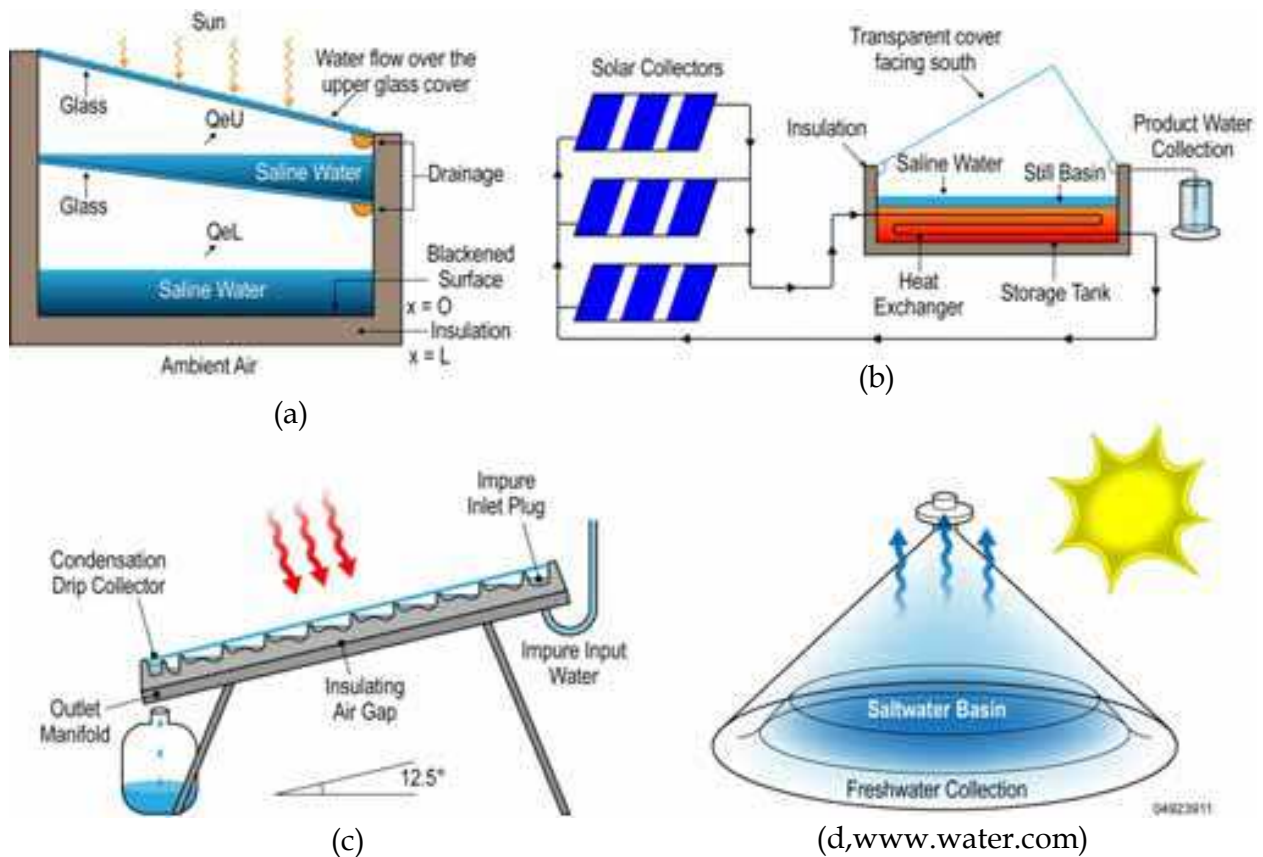 Sun
Water flow over the
upper glass cover
Glass
QeU
Saline Water
Drainage
Glass
QeL
Blackened
Surface
Saline Water
x = O
Insulation
x = L
Ambient Air
(a)
Transparent cover
facing south
Solar Collectors
Insulation
Product Water
Collection
Saline Water
Still Basin
Heat
Exchanger
Storage Tank
(b)
Impure
Inlet Plug
Condensation
Drip Collector
Impure Input
Water
Insulating
Air Gap
Outlet
Manifold
12.5°
(c)
Saltwater Basin
Freshwater Collection
04923911
(d,www.water.com)